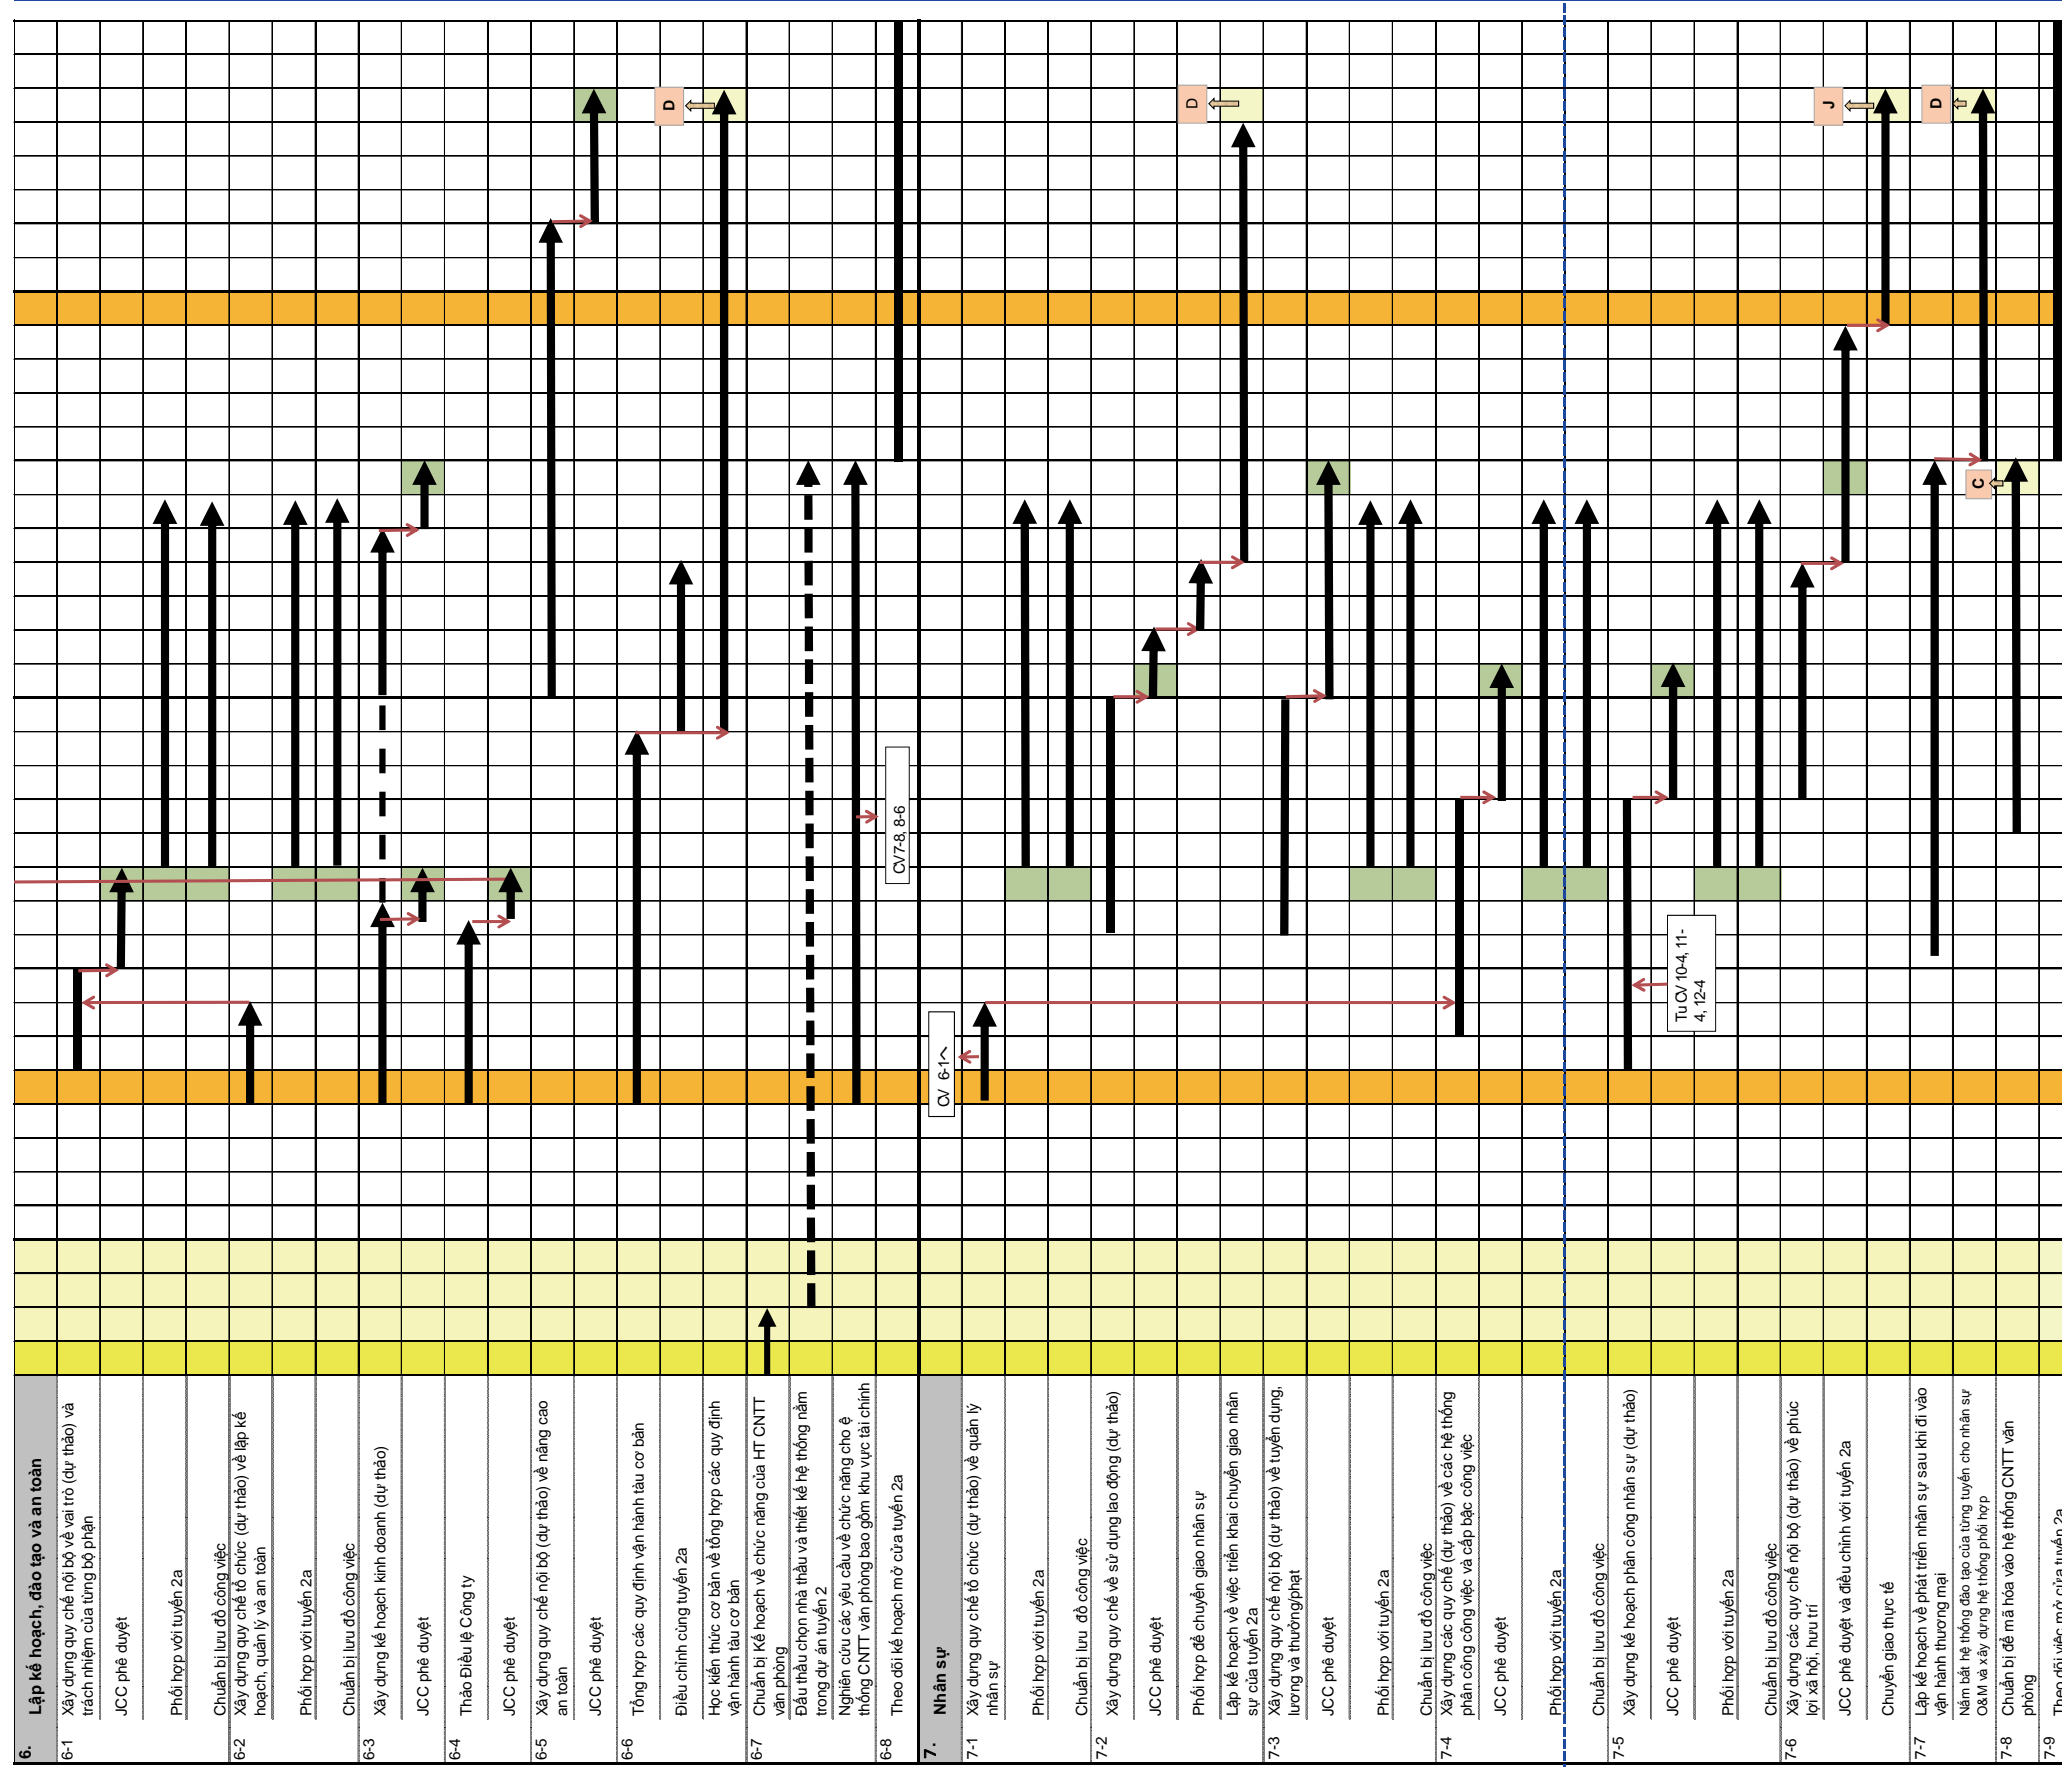 6. Lập kế hoạch, đào tạo và an toàn
6-1 Xây dựng quy chế nội bộ về vai trò (dự thảo) và
trách nhiệm của từng bộ phận
JCC phê duyệt
Phối hợp với tuyến 2a
Chuẩn bị lưu đồ công việc
6-2 Xây dựng quy chế tổ chức (dự thảo) về lập kế
hoạch, quản lý và an toàn
Phối hợp với tuyến 2a
Chuẩn bị lưu đồ công việc
6-3 Xây dựng kế hoạch kinh doanh (dự thảo)
JCC phê duyệt
6-4 Thảo Điều lệ Công ty
JCC phê duyệt
6-5 Xây dựng quy chế nội bộ (dự thảo) về nâng cao
an toàn
JCC phê duyệt
6-6 Tổng hợp các quy định vận hành tàu cơ bản
Điều chỉnh cùng tuyến 2a
Học kiến thức cơ bản về tổng hợp các quy định
vận hành tàu cơ bản
D
6-7 Chuẩn bị Kế hoạch về chức năng của HT CNTT
văn phòng
Đấu thầu chọn nhà thầu và thiết kế hệ thống nằm
trong dự án tuyến 2
Nghiên cứu các yêu cầu về chức năng cho ệ
thống CNTT văn phòng bao gồm khu vực tài chính
CV7-8, 8-6
6-8 Theo dõi kế hoạch mở cửa tuyến 2a
7. Nhân sự
CV 6-1へ
7-1 Xây dựng quy chế tổ chức (dự thảo) về quản lý
nhân sự
Phối hợp với tuyến 2a
Chuẩn bị lưu đồ công việc
7-2 Xây dựng quy chế về sử dụng lao động (dự thảo)
JCC phê duyệt
Phối hợp để chuyển giao nhân sự
D
Lập kế hoạch về việc triển khai chuyển giao nhân
sự của tuyến 2a
7-3 Xây dựng quy chế nội bộ (dự thảo) về tuyển dụng,
lương và thưởng/phạt
JCC phê duyệt
Phối hợp với tuyến 2a
Chuẩn bị lưu đồ công việc
7-4 Xây dựng các quy chế (dự thảo) về các hệ thống
phân công công việc và cấp bậc công việc
JCC phê duyệt
Phối hợp với tuyến 2a
Chuẩn bị lưu đồ công việc
7-5 Xây dựng kế hoạch phân công nhân sự (dự thảo)
Từ CV 10-4, 11-
4, 12-4
JCC phê duyệt
Phối hợp với tuyến 2a
Chuẩn bị lưu đồ công việc
7-6 Xây dựng các quy chế nội bộ (dự thảo) về phúc
lợi xã hội, hưu trí
JCC phê duyệt và điều chỉnh với tuyến 2a
J
Chuyển giao thực tế
7-7 Lập kế hoạch về phát triển nhân sự sau khi đi vào
vận hành thương mại
D
Nắm bắt hệ thống đào tạo của từng tuyến cho nhân sự
O&M và xây dựng hệ thống phối hợp
C
7-8 Chuẩn bị để mã hóa vào hệ thống CNTT văn
phòng
7-9 Theo dõi việc mở cửa tuyến 2a